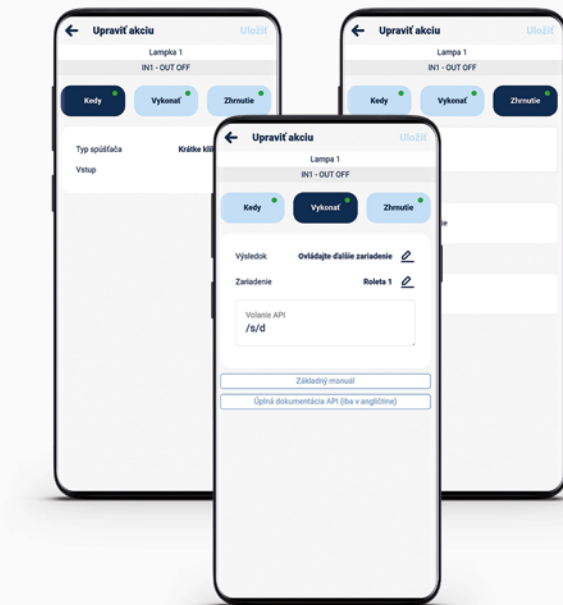 Upraviť akciu
Uložiť
Lampka 1
IN1 - OUT OFF
Kedy
Vykonať
Zhrnutie
Typ spúšťača
Krátke
Vstup
Upraviť akciu
Uložiť
Lampa 1
IN1 - OUT OFF
Kedy
Vykonať
Zhrnutie
Upraviť akciu
Uložiť
Lampa 1
IN1 - OUT OFF
Kedy
Vykonať
Zhrnutie
Výsledok
Ovládajte ďalšie zariadenie
Zariadenie
Roleta 1
Volanie API
/s/d
Základný manuál
Úplná dokumentácia API (iba v angličtine)